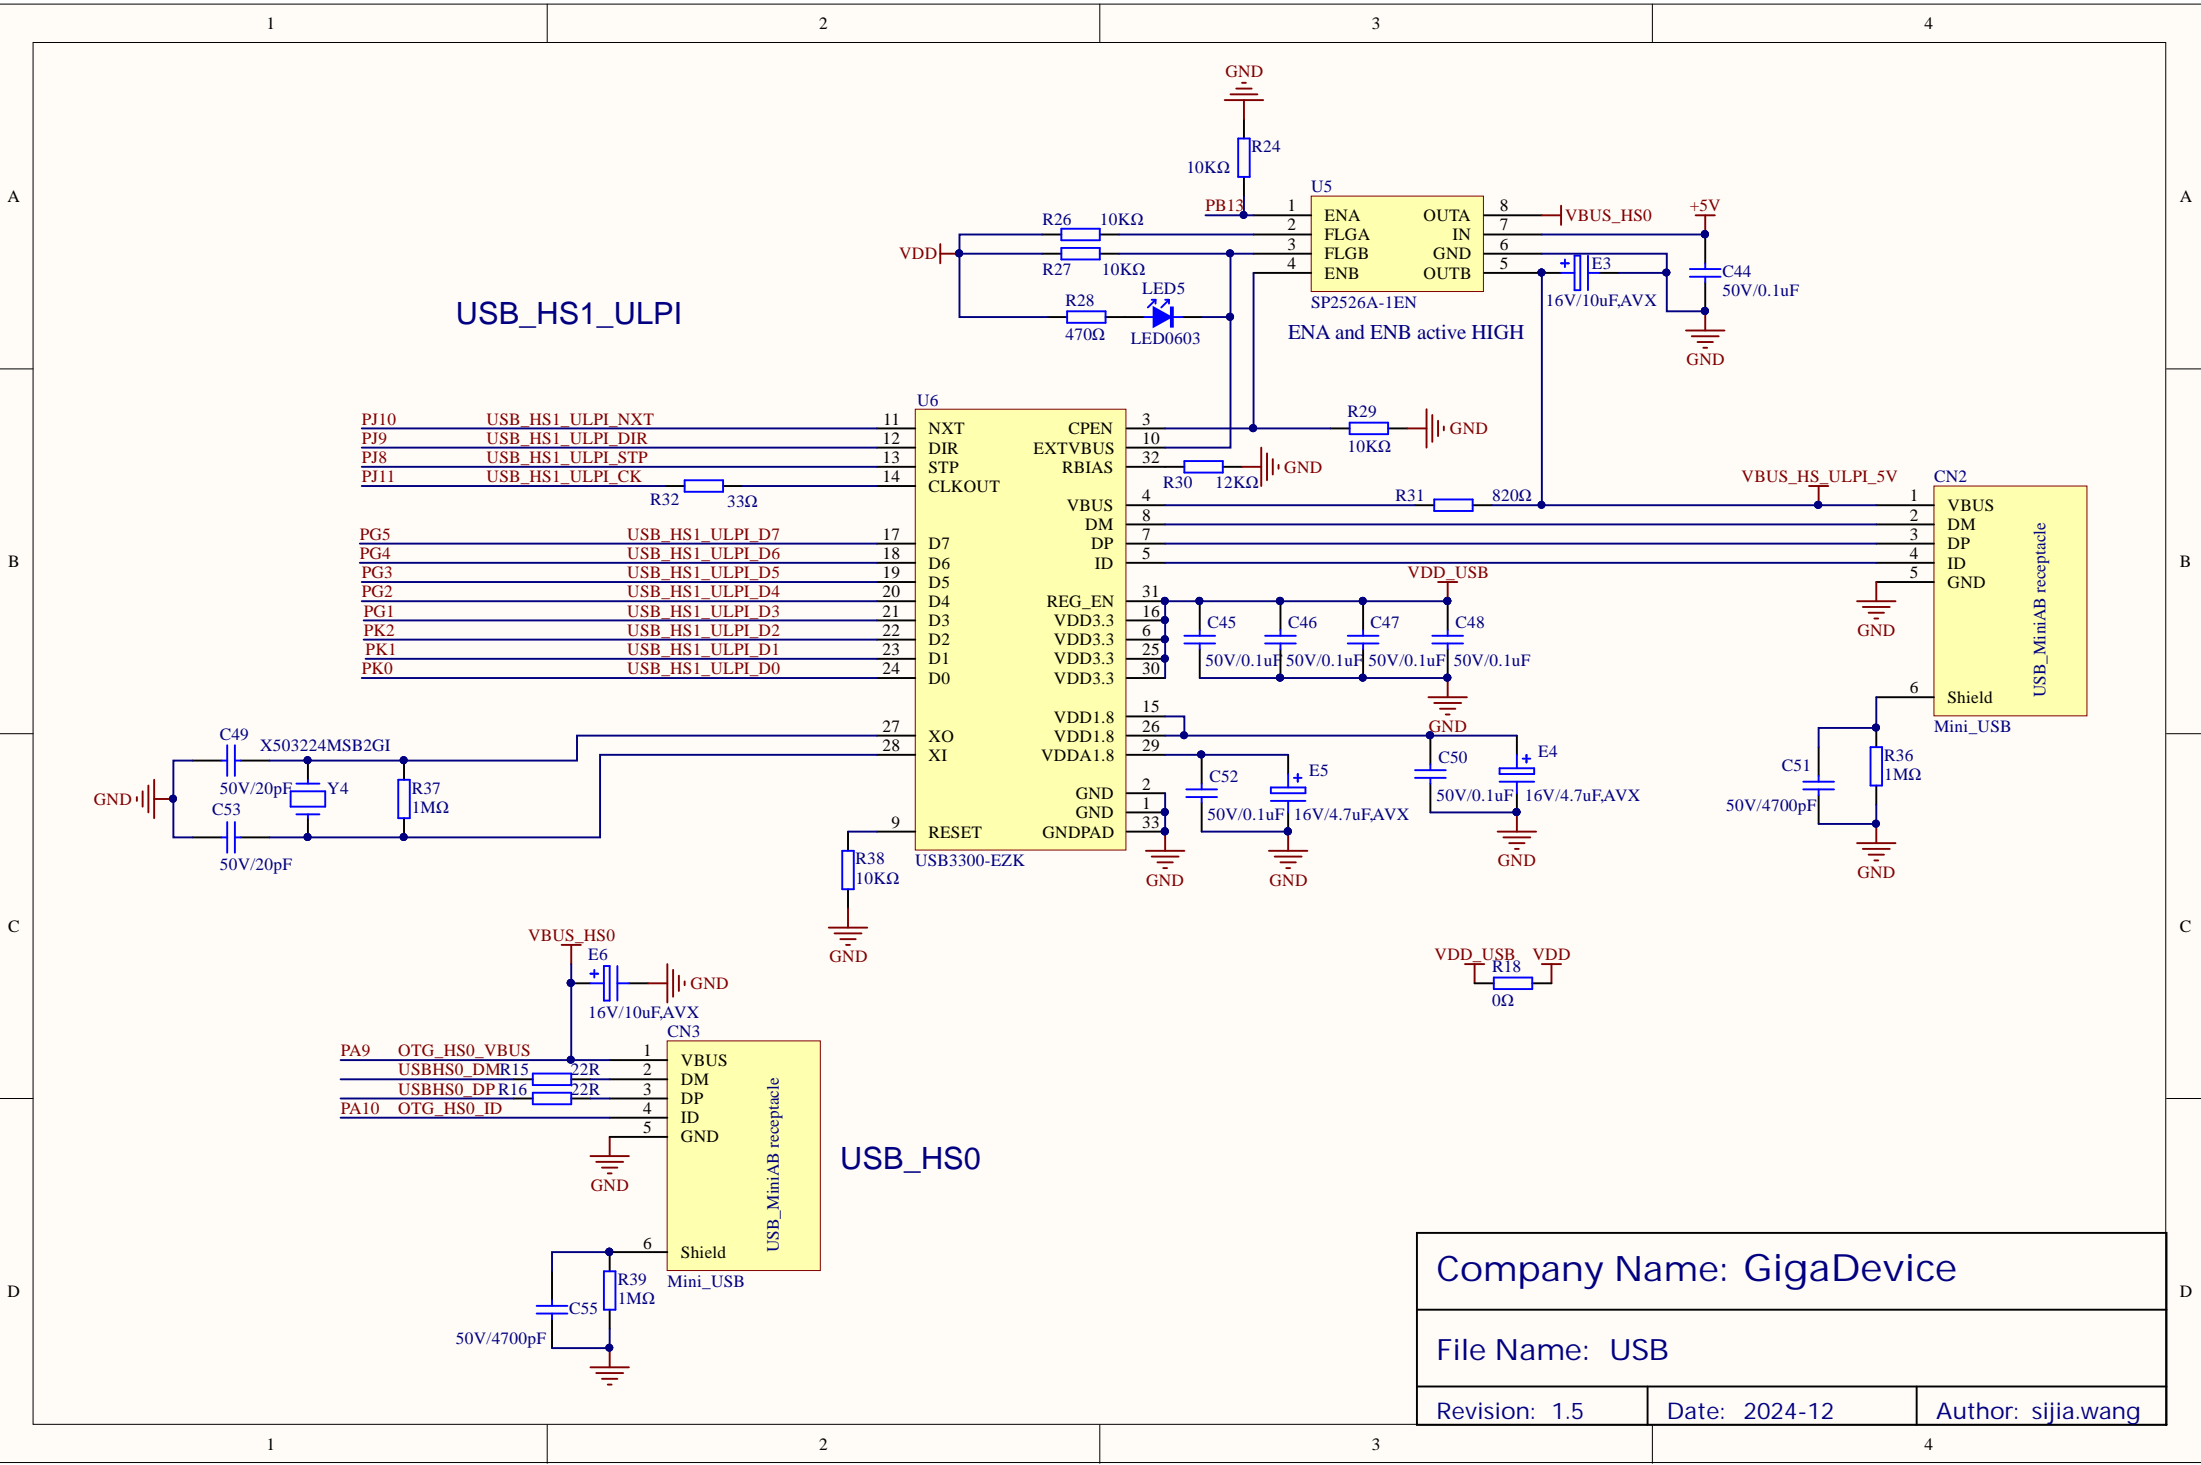 1 2 3 4
A A
B B
C C
D D
1 2 3 4
USB_HS1_ULPI
GND
R24
10KΩ
U5
PB13 1 ENA OUTA 8 VBUS_HS0
R26 10KΩ 2 FLGA IN 7 +5V
VDD 3 FLGB GND 6
R27 10KΩ 4 ENB OUTB 5 E3
16V/10uF,AVX
C44
50V/0.1uF
GND
SP2526A-1EN
ENA and ENB active HIGH
R28
470Ω
LED5
LED0603
U6
PJ10 USB_HS1_ULPI_NXT 11 NXT
PJ9 USB_HS1_ULPI_DIR 12 DIR
PJ8 USB_HS1_ULPI_STP 13 STP
PJ11 USB_HS1_ULPI_CK 14 CLKOUT
R32 33Ω
PG5 USB_HS1_ULPI_D7 17 D7
PG4 USB_HS1_ULPI_D6 18 D6
PG3 USB_HS1_ULPI_D5 19 D5
PG2 USB_HS1_ULPI_D4 20 D4
PG1 USB_HS1_ULPI_D3 21 D3
PK2 USB_HS1_ULPI_D2 22 D2
PK1 USB_HS1_ULPI_D1 23 D1
PK0 USB_HS1_ULPI_D0 24 D0
27 XO
28 XI
9 RESET
CPEN 3
EXTVBUS 10
RBIAS 32
VBUS 4
DM 8
DP 7
ID 5
REG_EN 31
VDD3.3 16
VDD3.3 6
VDD3.3 25
VDD3.3 30
VDD1.8 15
VDD1.8 26
VDDA1.8 29
GND 2
GND 1
GNDPAD 33
USB3300-EZK
R29
10KΩ
GND
R30 12KΩ
GND
R31 820Ω
VBUS_HS_ULPI_5V
VDD_USB
C45 C46 C47 C48
50V/0.1uF 50V/0.1uF 50V/0.1uF 50V/0.1uF
GND
C52
50V/0.1uF
E5
16V/4.7uF,AVX
C50
50V/0.1uF
E4
16V/4.7uF,AVX
GND
GND GND
CN2
1 VBUS
2 DM
3 DP
4 ID
5 GND
6 Shield
USB_MiniAB receptacle
Mini_USB
GND
C51
50V/4700pF
R36
1MΩ
GND
C49
50V/20pF
X503224MSB2GI
Y4
R37
1MΩ
GND
C53
50V/20pF
R38
10KΩ
GND
VDD_USB VDD
R18
0Ω
VBUS_HS0
E6
GND
16V/10uF,AVX
CN3
PA9 OTG_HS0_VBUS 1 VBUS
USBHS0_DM R15 22R 2 DM
USBHS0_DP R16 22R 3 DP
PA10 OTG_HS0_ID 4 ID
5 GND
GND
6 Shield
USB_MiniAB receptacle
Mini_USB
R39
1MΩ
C55
50V/4700pF
USB_HS0
Company Name: GigaDevice
File Name: USB
Revision: 1.5 Date: 2024-12 Author: sijia.wang